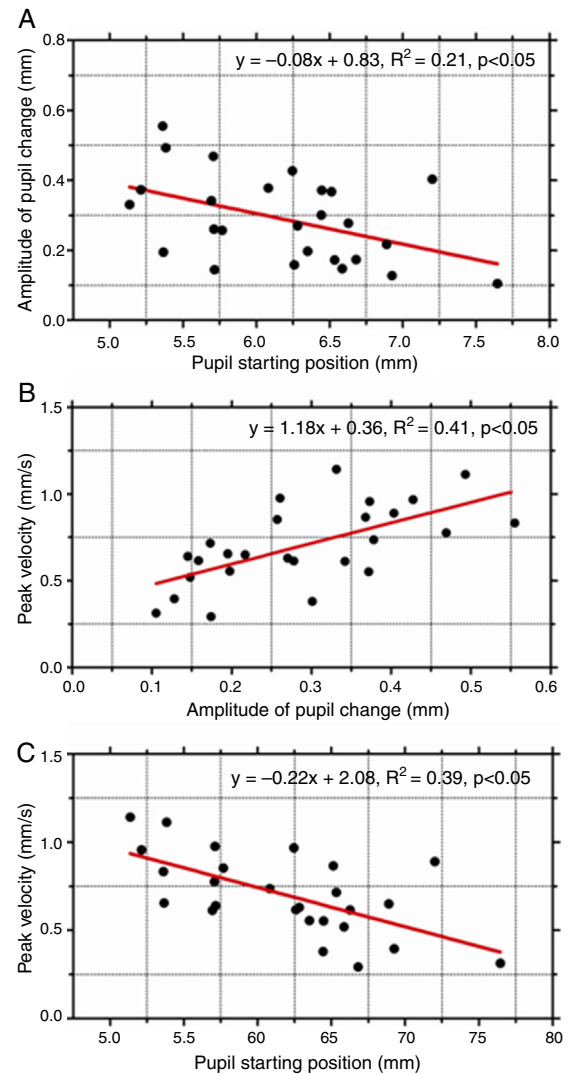 A
y = –0.08x + 0.83, R² = 0.21, p<0.05
Amplitude of pupil change (mm)
0.8
0.6
0.4
0.2
0.0
5.0 5.5 6.0 6.5 7.0 7.5 8.0
Pupil starting position (mm)
B
y = 1.18x + 0.36, R² = 0.41, p<0.05
Peak velocity (mm/s)
1.5
1.0
0.5
0.0
0.0 0.1 0.2 0.3 0.4 0.5 0.6
Amplitude of pupil change (mm)
C
y = –0.22x + 2.08, R² = 0.39, p<0.05
Peak velocity (mm/s)
1.5
1.0
0.5
0.0
5.0 5.5 60 65 70 75 80
Pupil starting position (mm)